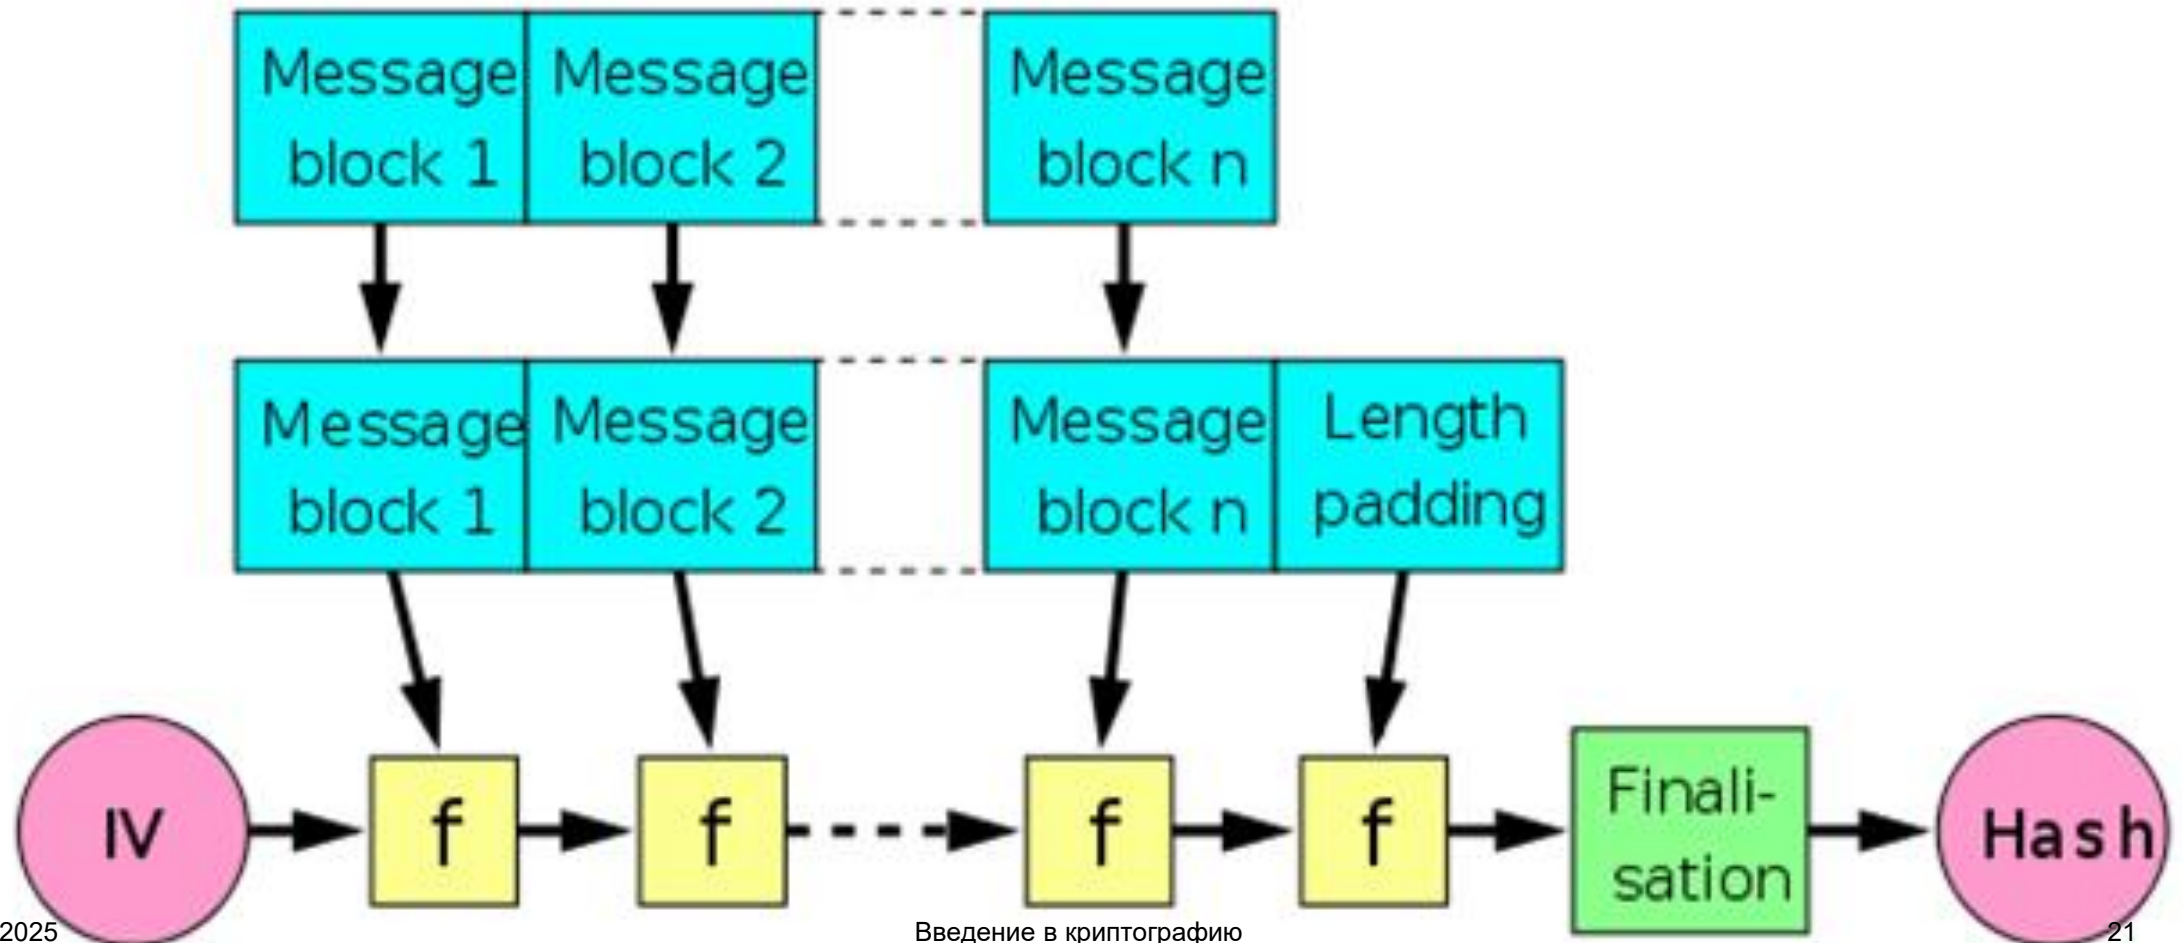 Message
block 1
Message
block 2
Message
block n
Message
block 1
Message
block 2
Message
block n
Length
padding
IV
f
f
f
f
Finali-
sation
Hash
2025
Введение в криптографию
21